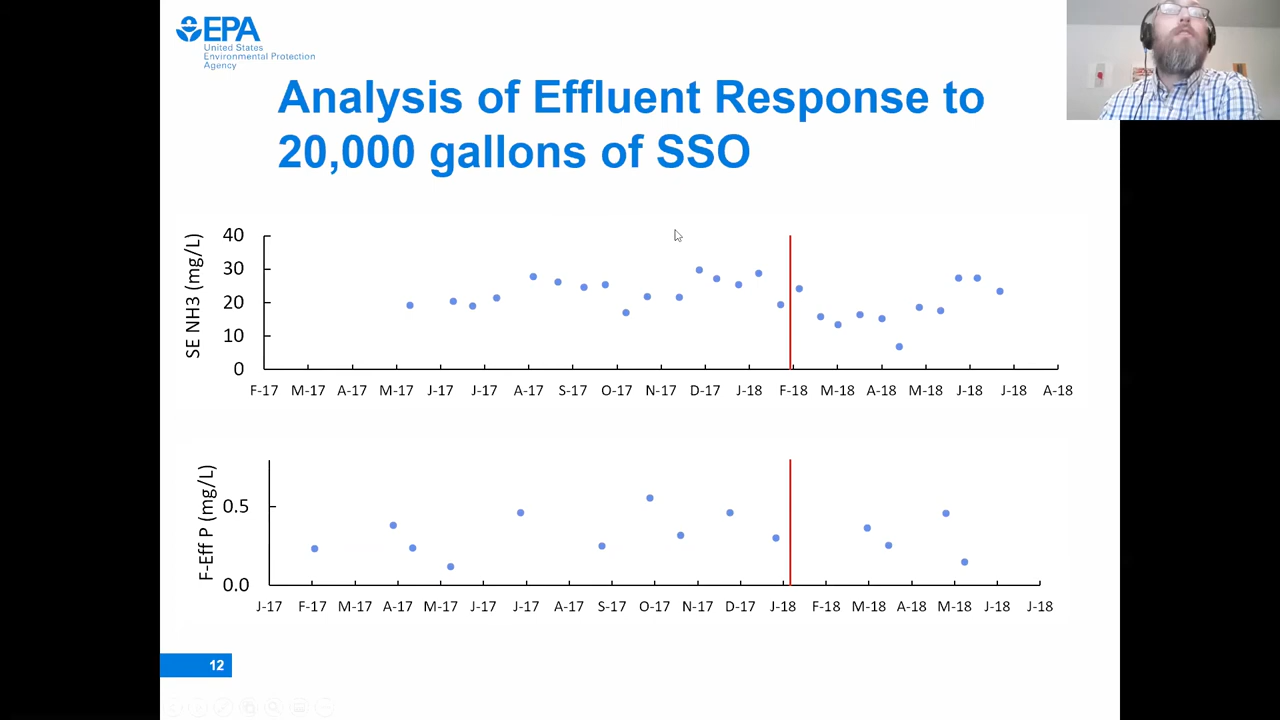 EPA
United States
Environmental Protection
Agency
Analysis of Effluent Response to
20,000 gallons of SSO
SE NH3 (mg/L)
40
30
20
10
0
F-17 M-17 A-17 M-17 J-17 J-17 A-17 S-17 O-17 N-17 D-17 J-18 F-18 M-18 A-18 M-18 J-18 J-18 A-18
F-Eff P (mg/L)
0.5
0.0
J-17 F-17 M-17 A-17 M-17 J-17 J-17 A-17 S-17 O-17 N-17 D-17 J-18 F-18 M-18 A-18 M-18 J-18 J-18
12